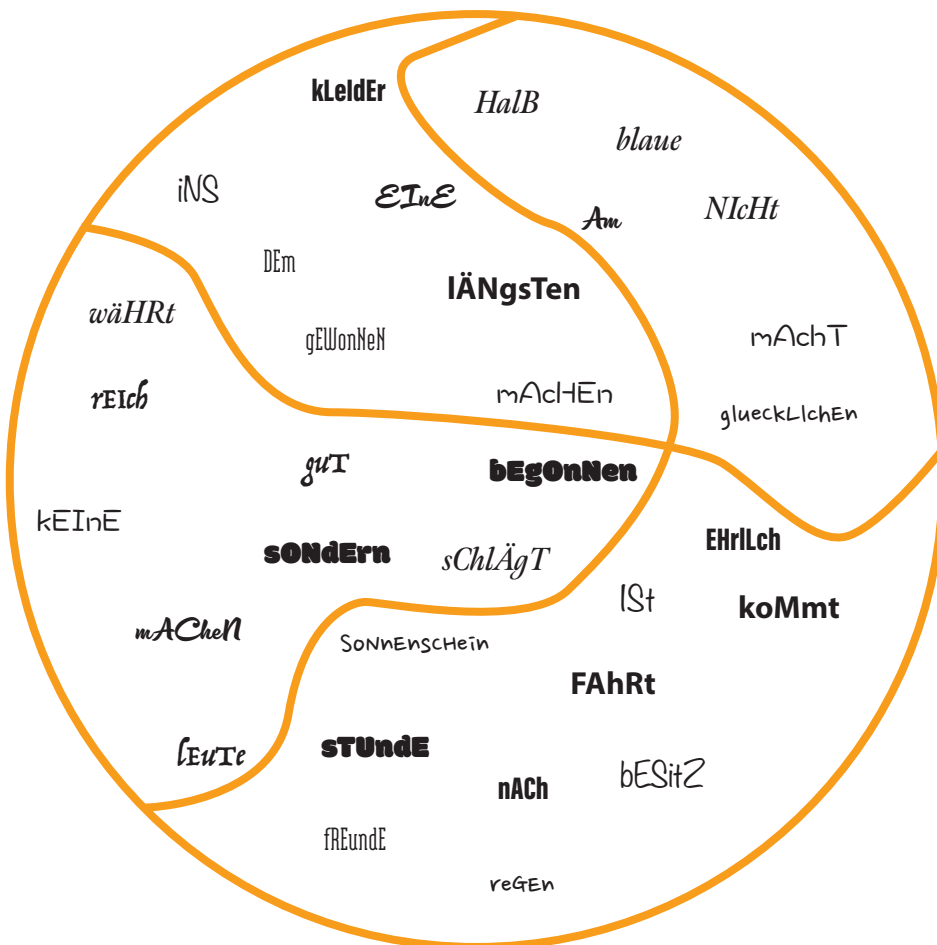 kLeIdEr
HalB
blaue
iNS
EInE
Am
NIcHt
DEm
lÄNgsTen
wäHRt
gEWonNeN
mAchT
rEIch
mAcHEn
glueckLIchEn
guT
bEgOnNen
kEInE
sONdErn
sChlÄgT
EHrlLch
ISt
koMmt
mACheN
SoNnEnscHein
FAhRt
lEuTe
sTUndE
nACh
bESitZ
fREundE
reGEn